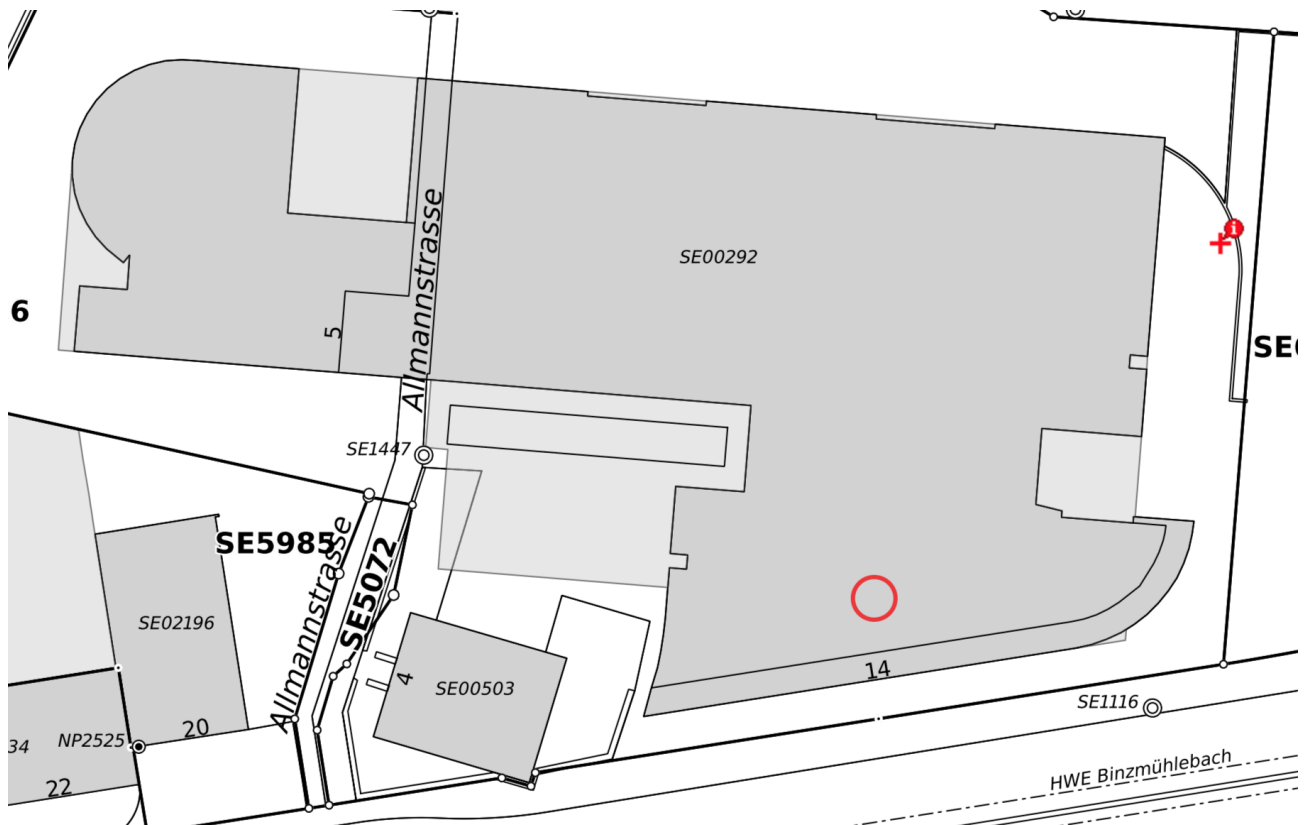 Allmannstrasse
SE00292
6
5
SE
SE1447
SE5985
Allmannstrasse
SE5072
SE02196
4
SE00503
14
SE1116
20
34
NP2525
22
HWE Binzmühlebach
i